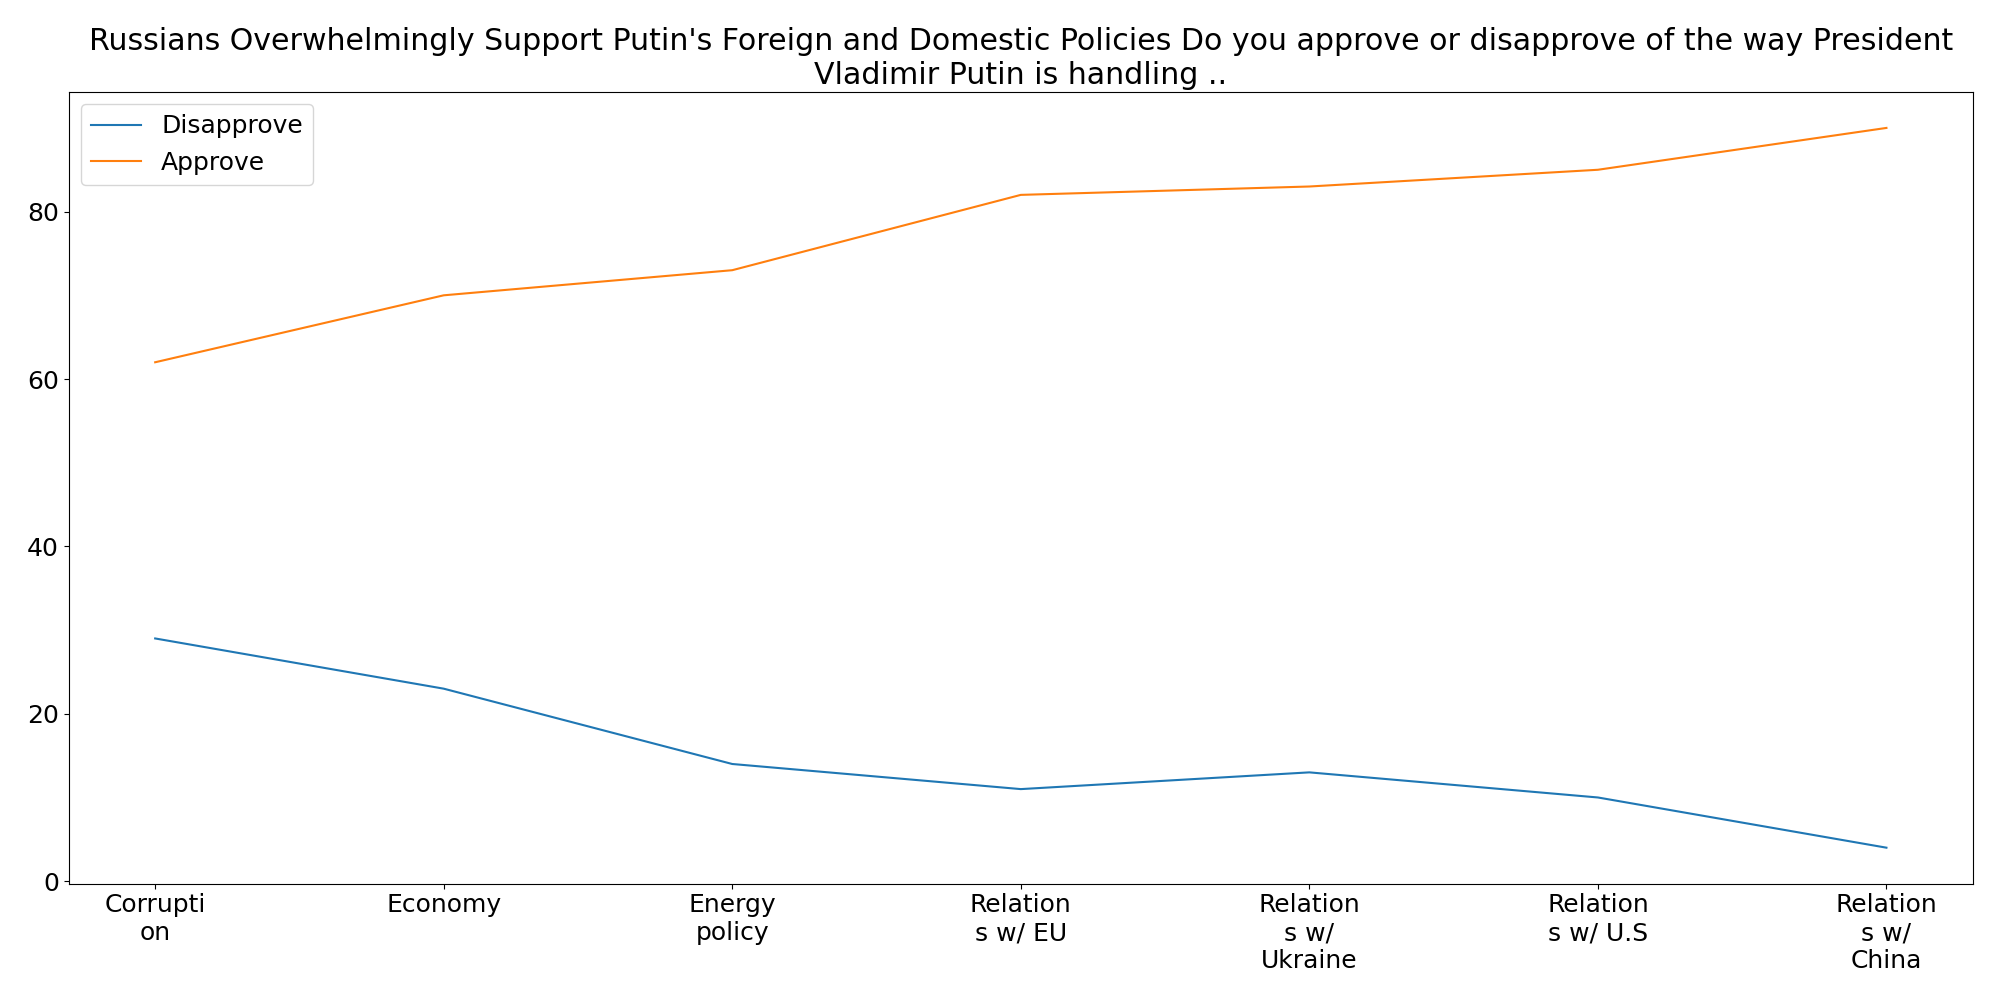 Russians Overwhelmingly Support Putin's Foreign and Domestic Policies Do you approve or disapprove of the way President
Vladimir Putin is handling ..
Disapprove
Approve
80
60
40
20
0
Corrupti
on
Economy
Energy
policy
Relation
s w/ EU
Relation
s w/
Ukraine
Relation
s w/ U.S
Relation
s w/
China